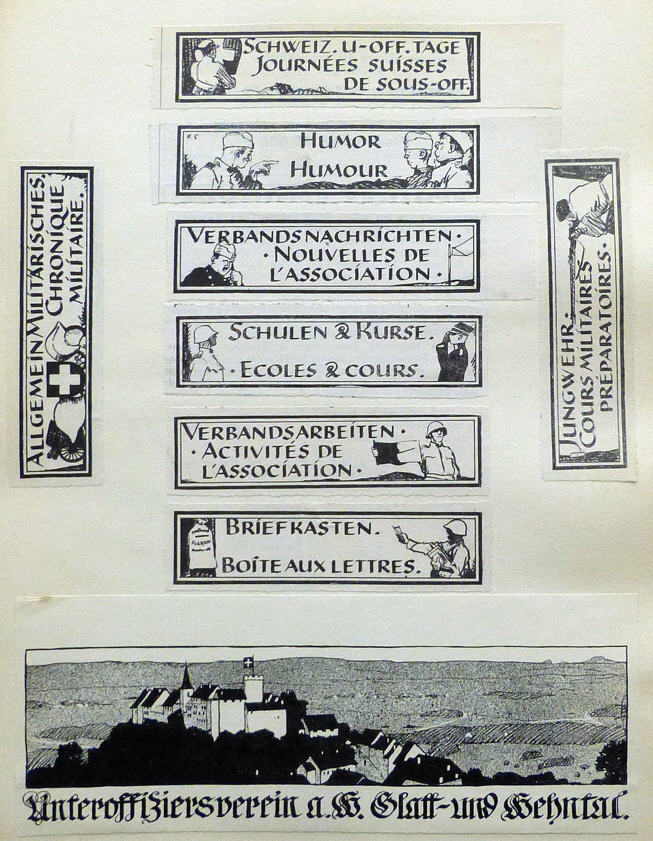 SCHWEIZ. U-OFF. TAGE
JOURNÉES SUISSES
DE SOUS-OFF.
H.S
HUMOR
HUMOUR
VERBANDSNACHRICHTEN ·
· NOUVELLES DE
L'ASSOCIATION ·
SCHULEN & KURSE.
· ECOLES & COURS.
VERBANDSARBEITEN ·
· ACTIVITÉS DE
L'ASSOCIATION ·
BRIEFKASTEN.
BOÎTE AUX LETTRES.
ALLGEMEIN MILITÄRISCHES.
CHRONIQUE
MILITAIRE.
JUNGWEHR ·
COURS MILITAIRES
PRÉPARATOIRES ·
Unteroffiziersverein a. K. Glatt- und Wehntal.